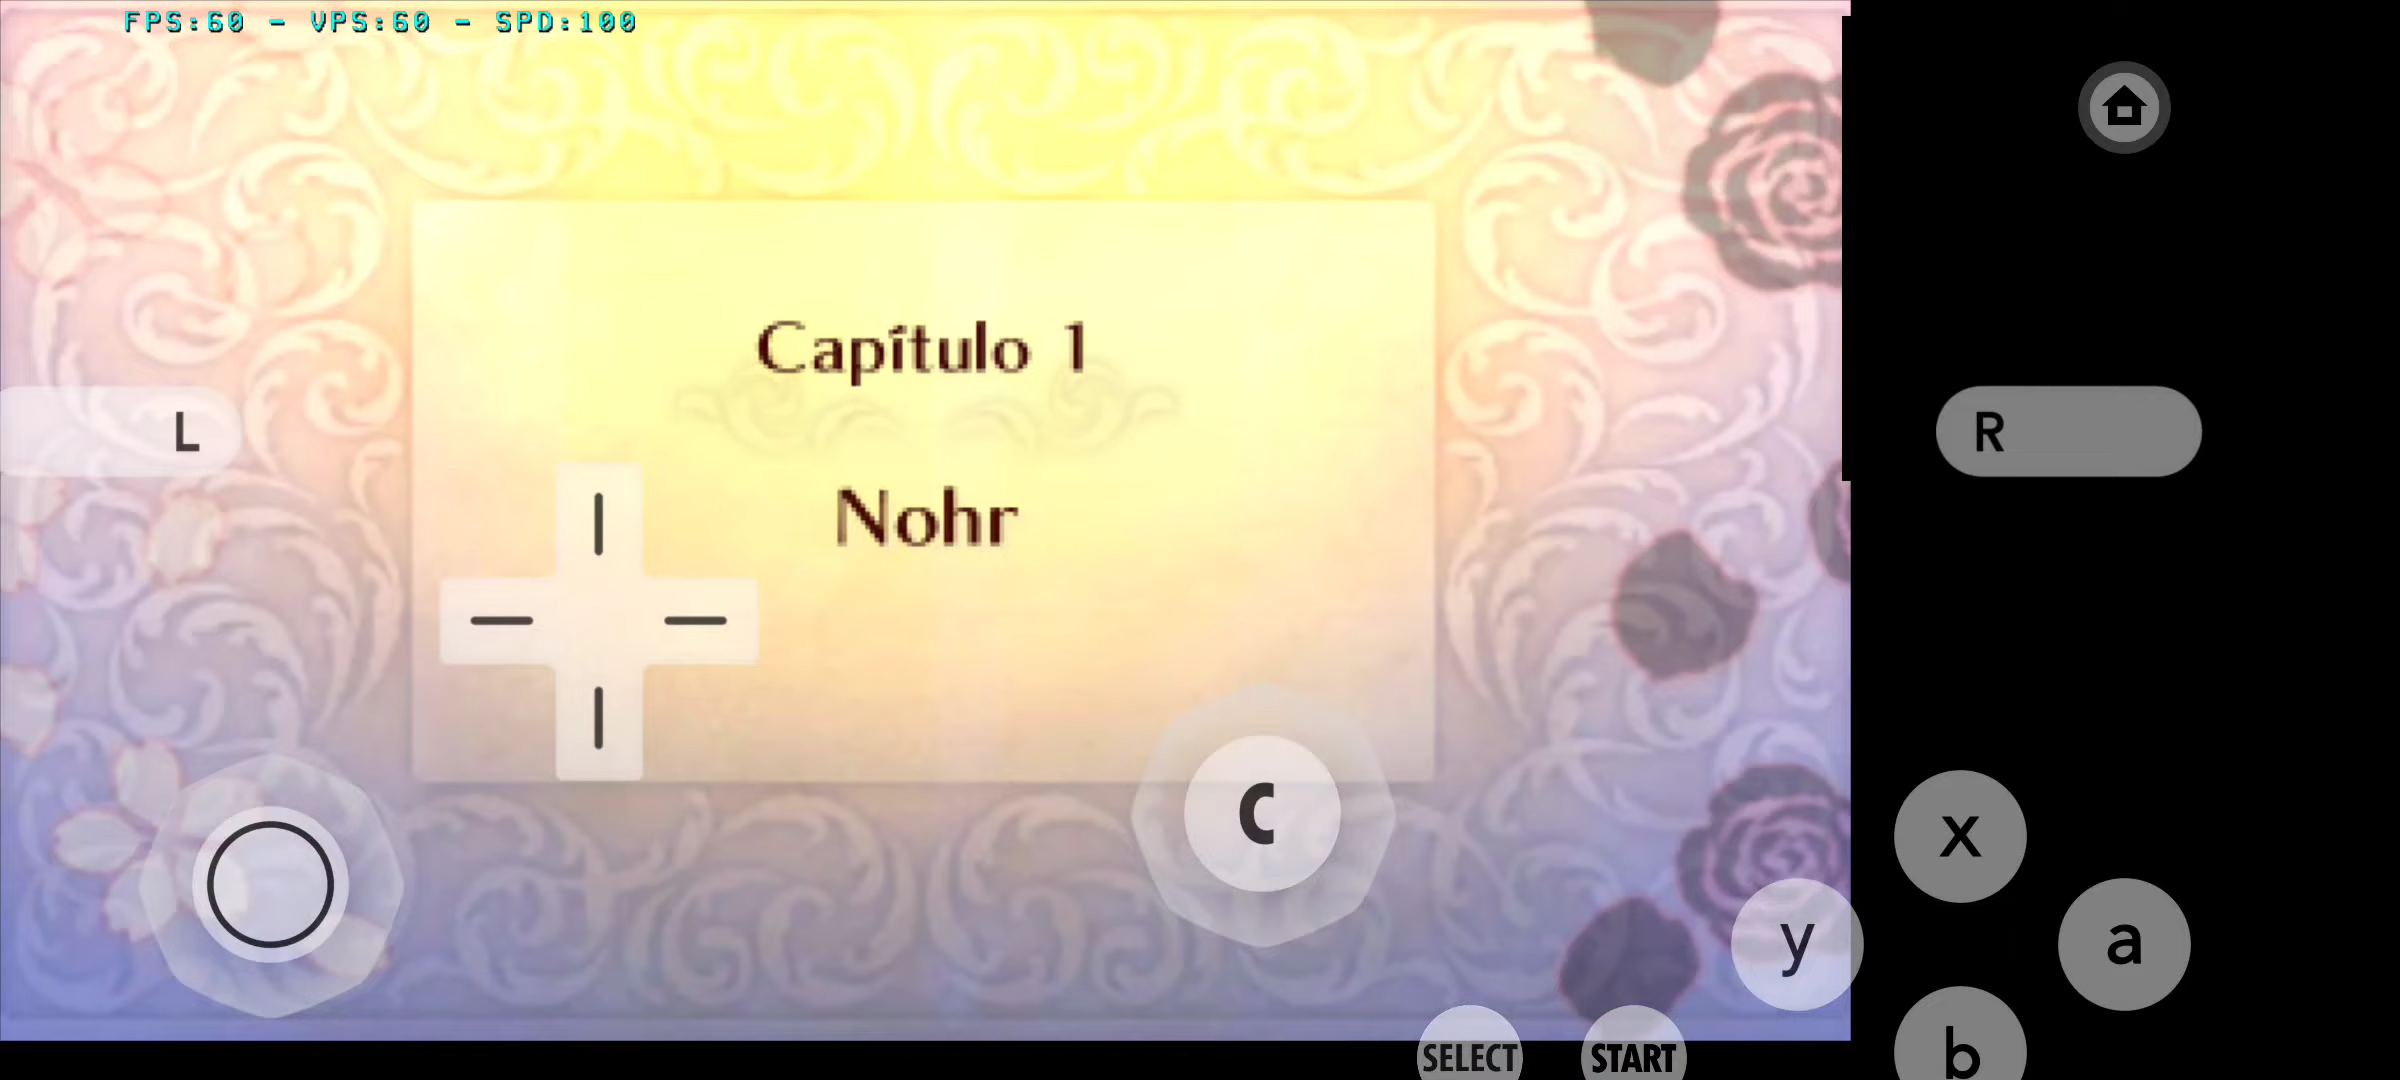 FPS:60 - VPS:60 - SPD:100
Capítulo 1
L
R
Nohr
C
x
y
a
b
SELECT
START